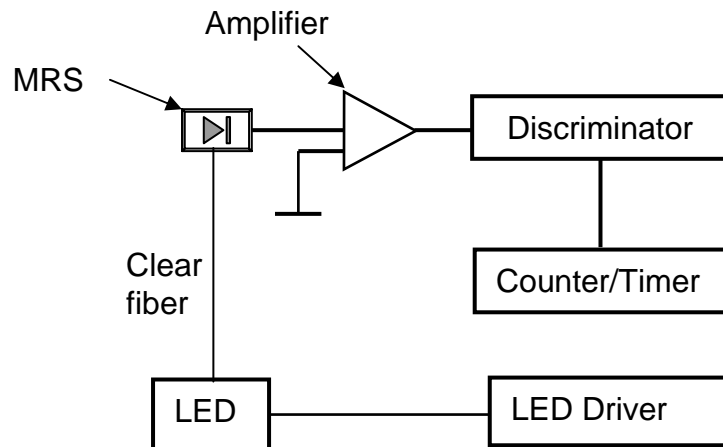 Amplifier
MRS
Discriminator
Clear
fiber
Counter/Timer
LED
LED Driver